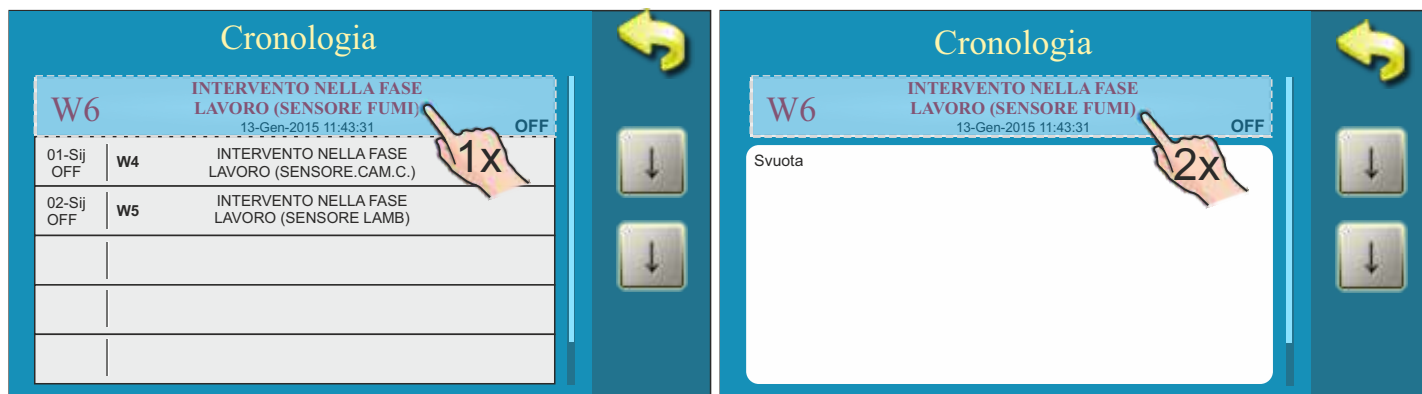 Cronologia
W6
INTERVENTO NELLA FASE
LAVORO (SENSORE FUMI)
13-Gen-2015 11:43:31
OFF
1x
01-Sij
OFF
W4
INTERVENTO NELLA FASE
LAVORO (SENSORE.CAM.C.)
02-Sij
OFF
W5
INTERVENTO NELLA FASE
LAVORO (SENSORE LAMB)
Cronologia
W6
INTERVENTO NELLA FASE
LAVORO (SENSORE FUMI)
13-Gen-2015 11:43:31
OFF
2x
Svuota